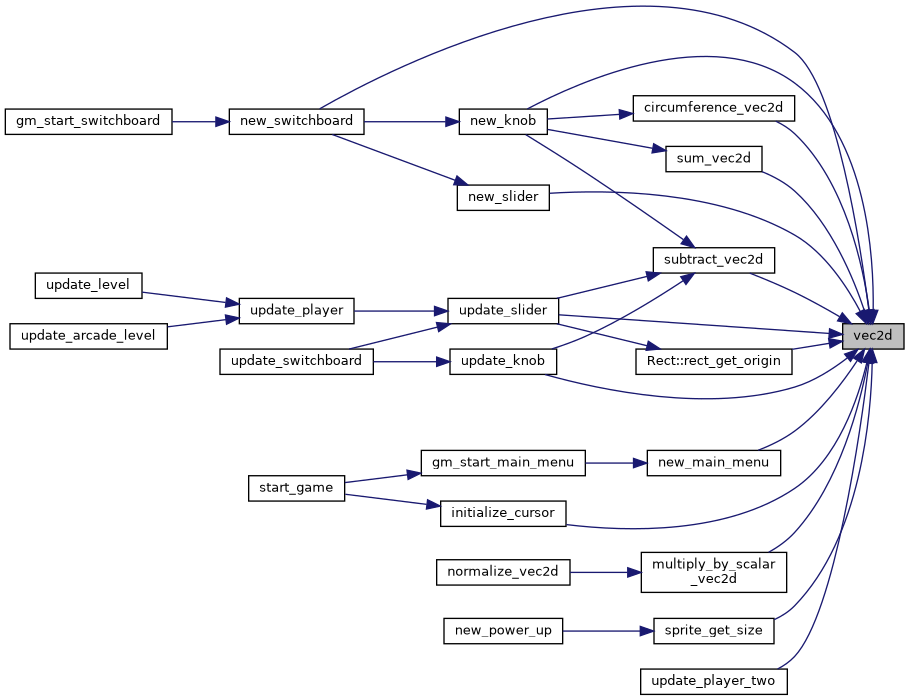 circumference_vec2d
gm_start_switchboard
new_switchboard
new_knob
sum_vec2d
new_slider
subtract_vec2d
update_level
update_player
update_slider
update_arcade_level
vec2d
update_switchboard
update_knob
Rect::rect_get_origin
gm_start_main_menu
new_main_menu
start_game
initialize_cursor
normalize_vec2d
multiply_by_scalar
_vec2d
new_power_up
sprite_get_size
update_player_two